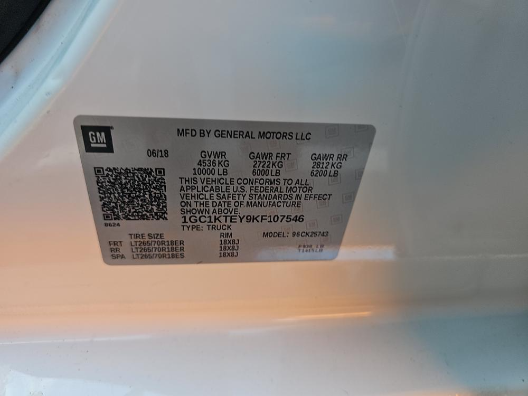 GM
MFD BY GENERAL MOTORS LLC
06/18 GVWR GAWR FRT GAWR RR
4536 KG 2722 KG 2812 KG
10000 LB 6000 LB 6200 LB
THIS VEHICLE CONFORMS TO ALL
APPLICABLE U.S. FEDERAL MOTOR
VEHICLE SAFETY STANDARDS IN EFFECT
ON THE DATE OF MANUFACTURE
SHOWN ABOVE.
1GC1KTEY9KF107546
TYPE: TRUCK
8624
TIRE SIZE RIM MODEL:
FRT LT265/70R18ER 18X8J
RR LT265/70R18ER 18X8J
SPA LT265/70R18ES 18X8J